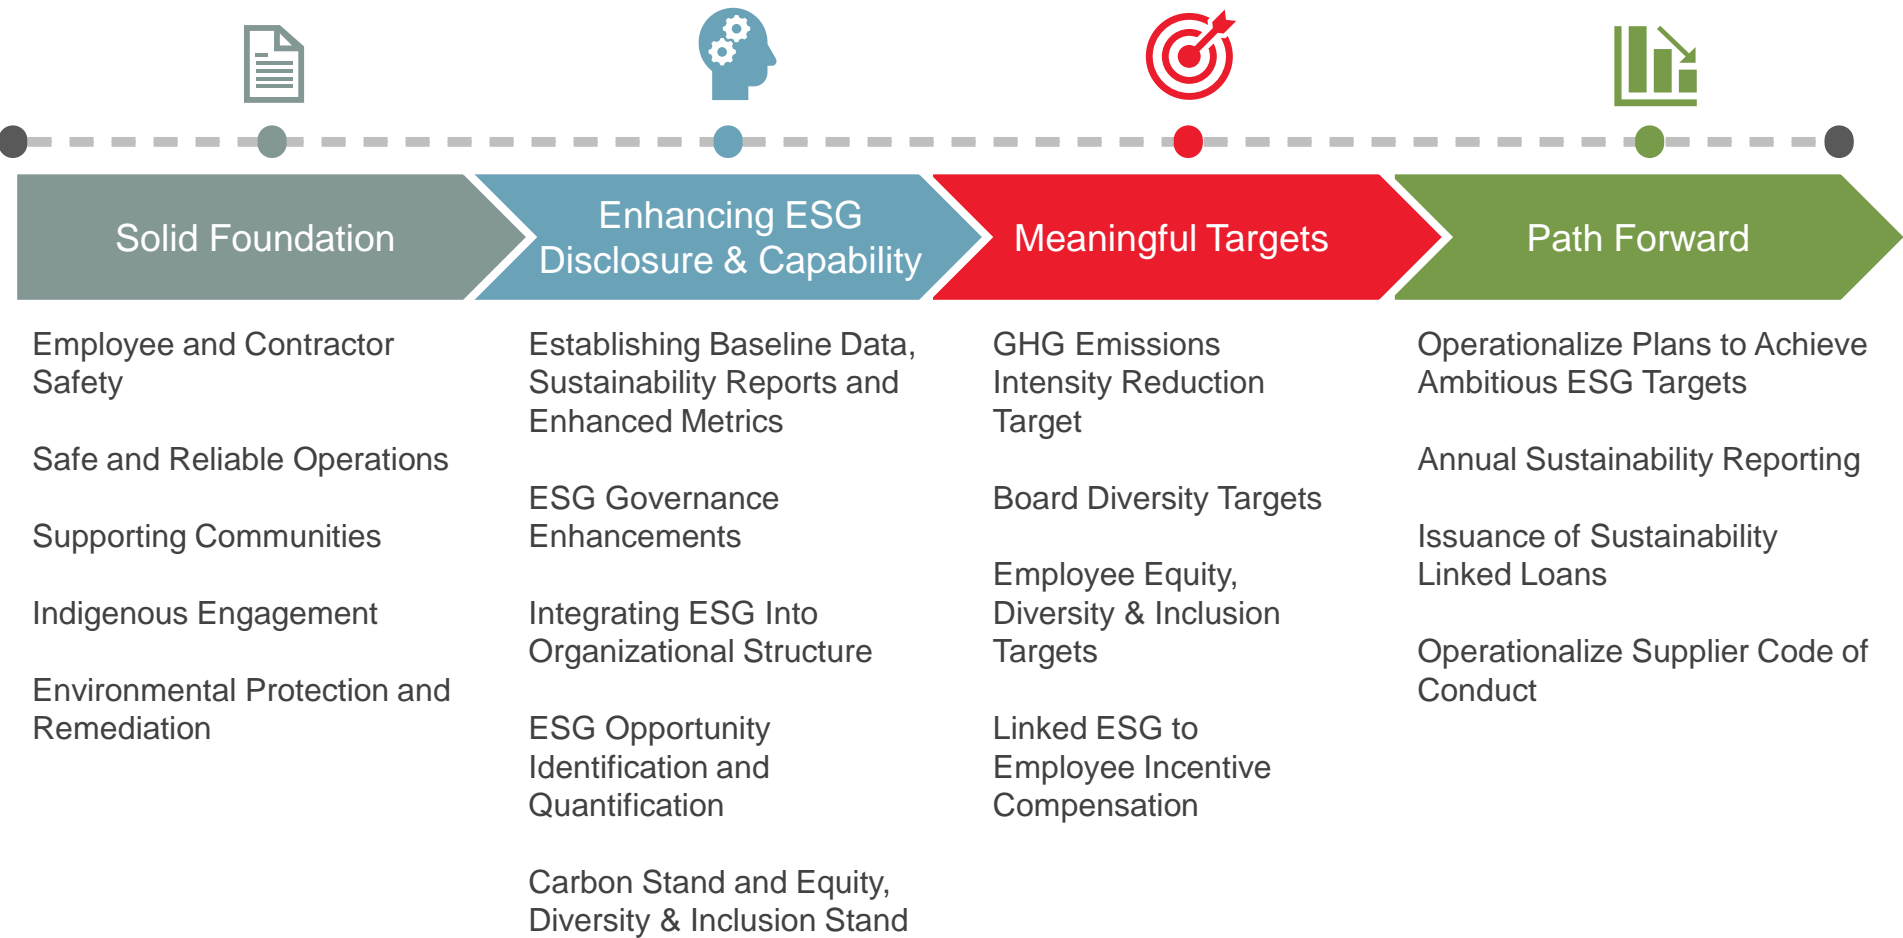 Solid Foundation
Enhancing ESG
Disclosure & Capability
Meaningful Targets
Path Forward
Employee and Contractor
Safety
Safe and Reliable Operations
Supporting Communities
Indigenous Engagement
Environmental Protection and
Remediation
Establishing Baseline Data,
Sustainability Reports and
Enhanced Metrics
ESG Governance
Enhancements
Integrating ESG Into
Organizational Structure
ESG Opportunity
Identification and
Quantification
Carbon Stand and Equity,
Diversity & Inclusion Stand
GHG Emissions
Intensity Reduction
Target
Board Diversity Targets
Employee Equity,
Diversity & Inclusion
Targets
Linked ESG to
Employee Incentive
Compensation
Operationalize Plans to Achieve
Ambitious ESG Targets
Annual Sustainability Reporting
Issuance of Sustainability
Linked Loans
Operationalize Supplier Code of
Conduct